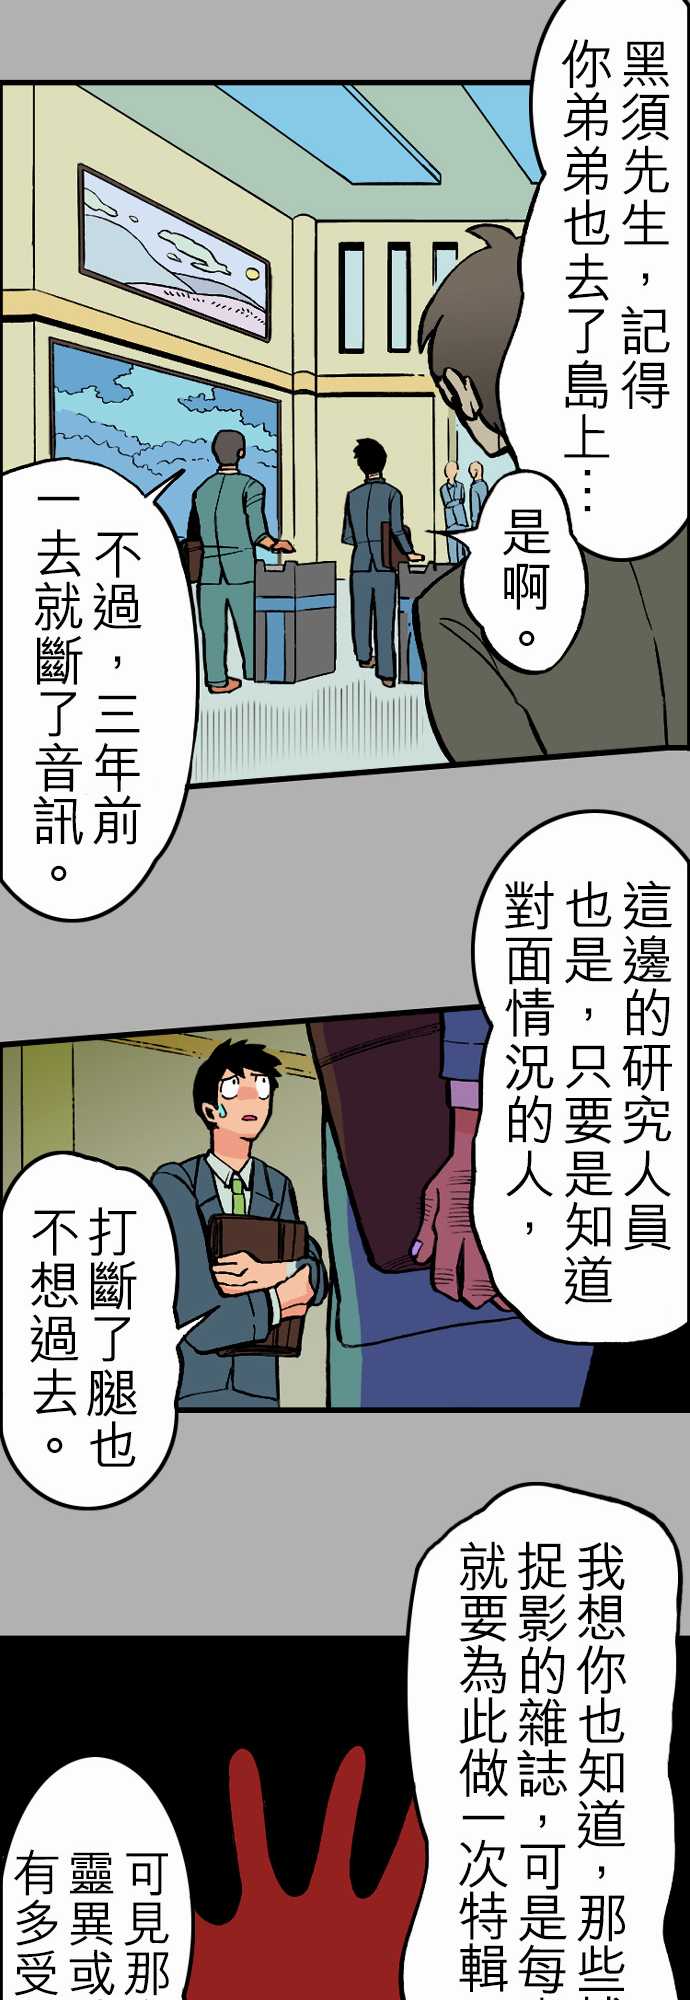 黑須先生，記得
你弟弟也去了島上…
是啊。
不過，三年前
一去就斷了音訊。
這邊的研究人員
也是，只要是知道
對面情況的人，
打斷了腿也
不想過去。
我想你也知道，那些
捉影的雜誌，可是每
就要為此做一次特輯
可見那
靈異或
有多受